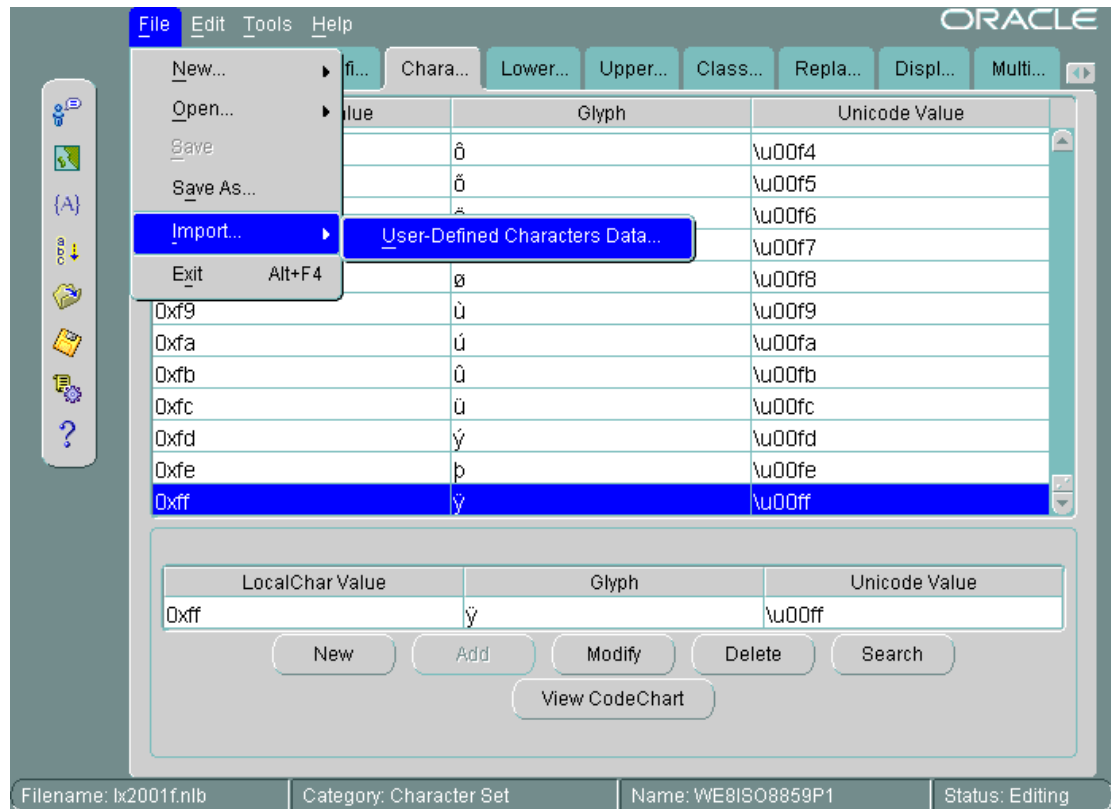 File Edit Tools Help
ORACLE
fi... Chara... Lower... Upper... Class... Repla... Displ... Multi...
New...
Open...
Save
Save As...
Import...
Exit Alt+F4
User-Defined Characters Data...
Glyph Unicode Value
ô \u00f4
\u00f5
\u00f6
\u00f7
ø \u00f8
0xf9 ù \u00f9
0xfa ú \u00fa
0xfb û \u00fb
0xfc ü \u00fc
0xfd ý \u00fd
0xfe þ \u00fe
0xff ÿ \u00ff
LocalChar Value Glyph Unicode Value
0xff ÿ \u00ff
New Add Modify Delete Search
View CodeChart
{A}
a
b
c
?
Filename: lx2001f.nlb Category: Character Set Name: WE8ISO8859P1 Status: Editing